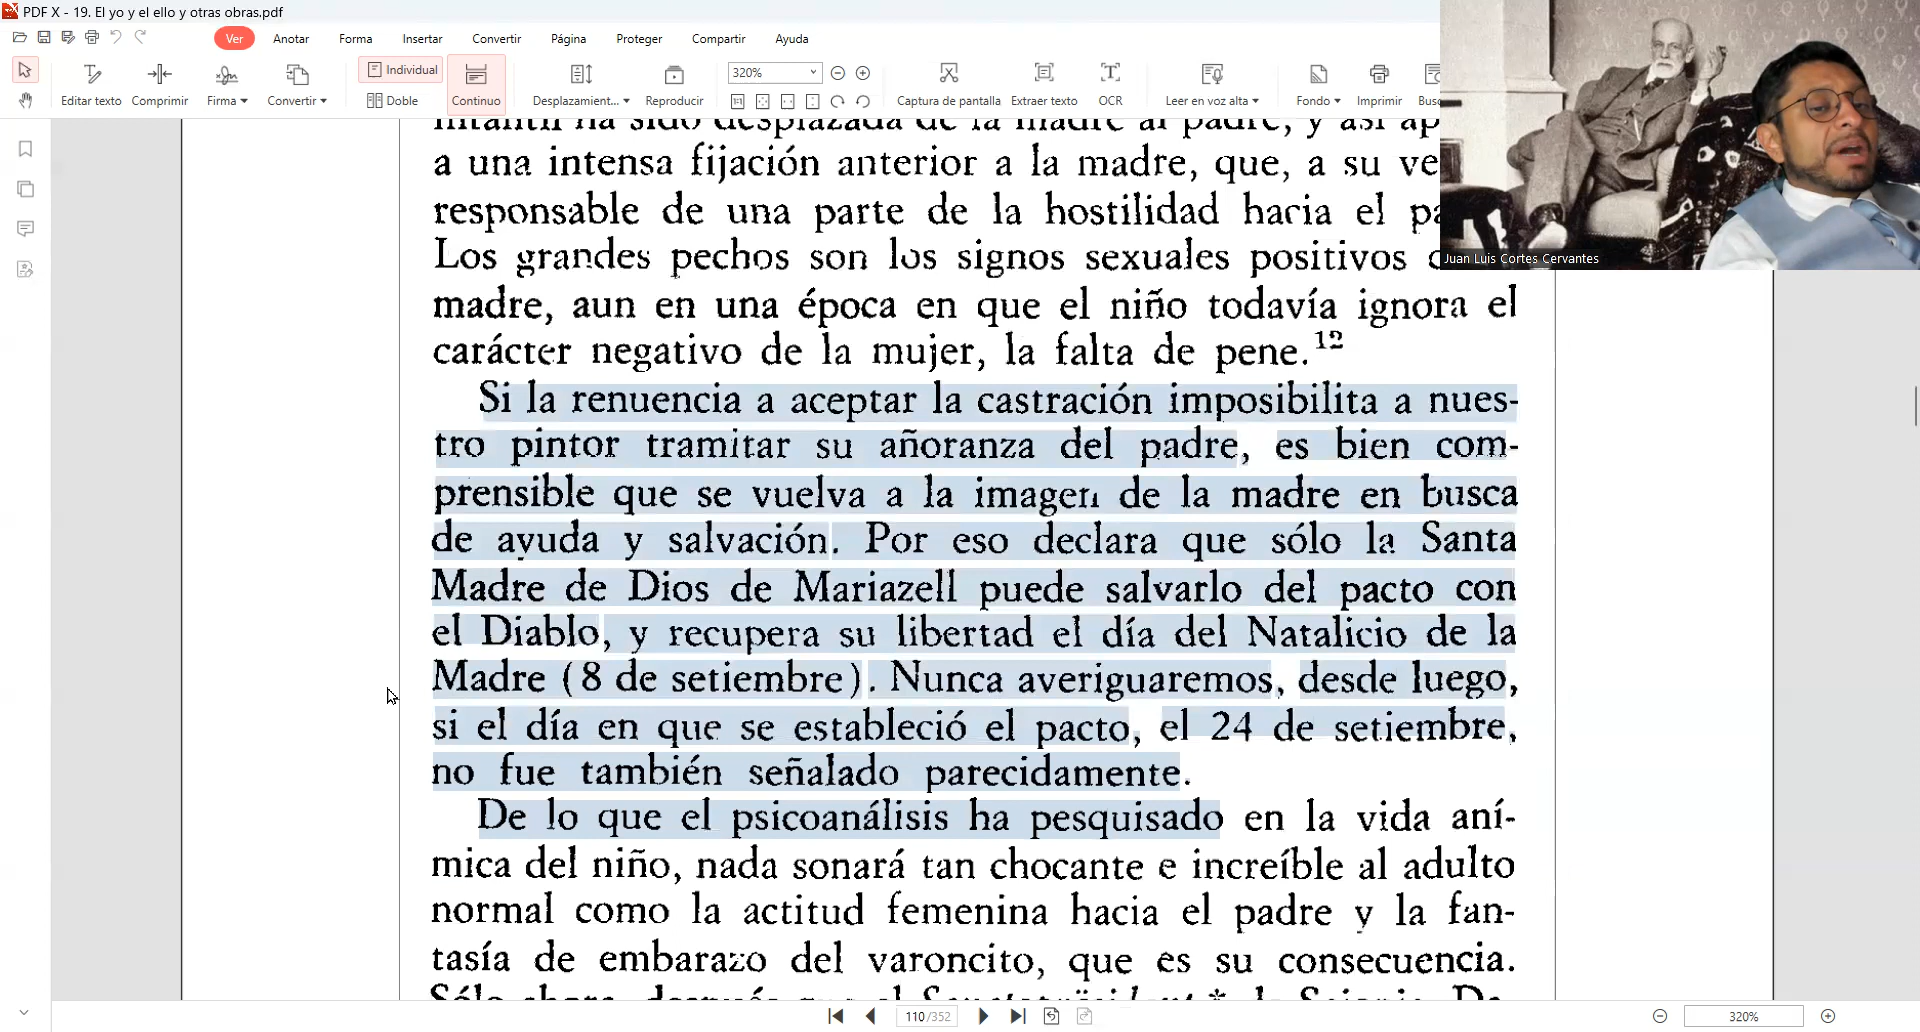 PDF X - 19. El yo y el ello y otras obras.pdf
Ver Anotar Forma Insertar Convertir Página Proteger Compartir Ayuda
Individual
Doble
Continuo
320%
Editar texto Comprimir Firma Convertir Desplazamient... Reproducir Captura de pantalla Extraer texto OCR Leer en voz alta Fondo Imprimir
Juan Luis Cortes Cervantes
infantil ha sido desplazada de la madre al padre, y así
a una intensa fijación anterior a la madre, que, a su
responsable de una parte de la hostilidad hacia el
Los grandes pechos son los signos sexuales positivos
madre, aun en una época en que el niño todavía ignora el
carácter negativo de la mujer, la falta de pene.12
Si la renuencia a aceptar la castración imposibilita a nues-
tro pintor tramitar su añoranza del padre, es bien com-
prensible que se vuelva a la imagen de la madre en busca
de ayuda y salvación. Por eso declara que sólo la Santa
Madre de Dios de Mariazell puede salvarlo del pacto con
el Diablo, y recupera su libertad el día del Natalicio de la
Madre (8 de setiembre). Nunca averiguaremos, desde luego,
si el día en que se estableció el pacto, el 24 de setiembre,
no fue también señalado parecidamente.
De lo que el psicoanálisis ha pesquisado en la vida aní-
mica del niño, nada sonará tan chocante e increíble al adulto
normal como la actitud femenina hacia el padre y la fan-
tasía de embarazo del varoncito, que es su consecuencia.
110/352
320%